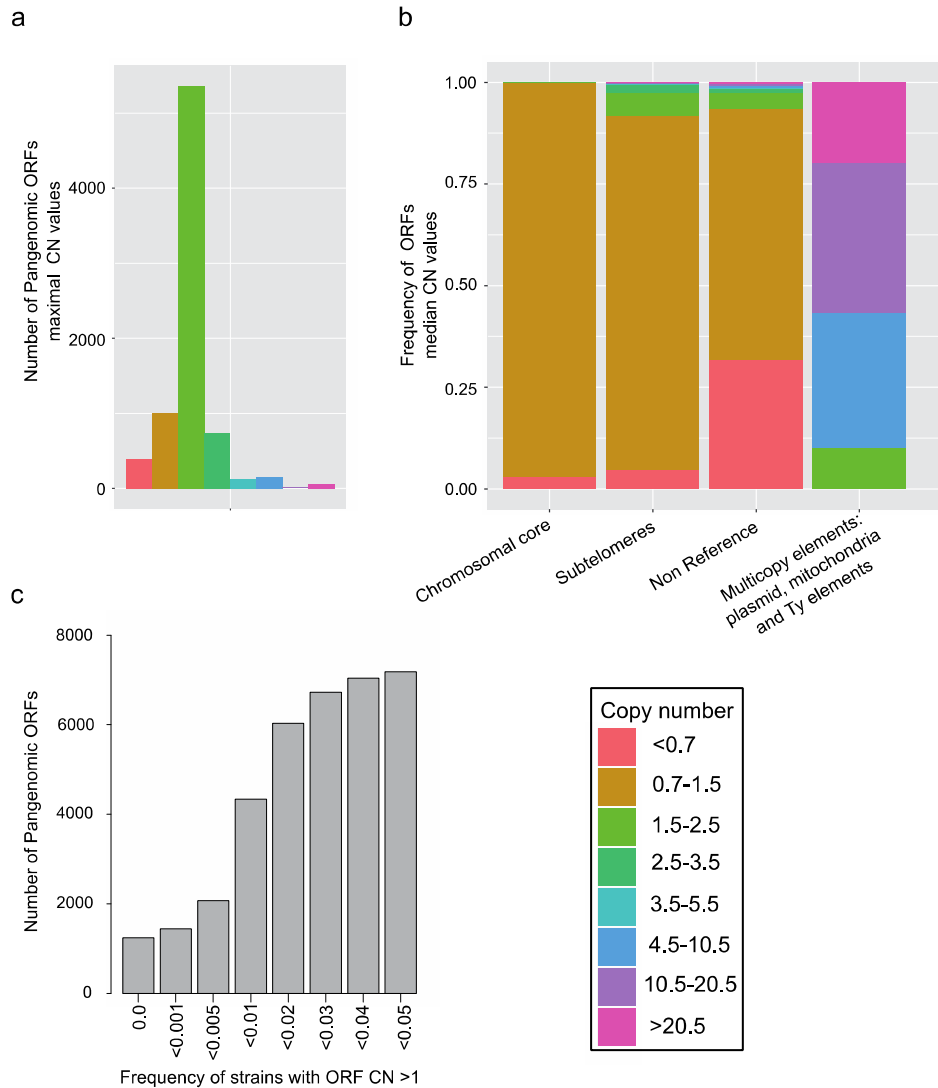 a
Number of Pangenomic ORFs
maximal CN values
4000
2000
0
b
Frequency of ORFs
median CN values
1.00
0.75
0.50
0.25
0.00
Chromosomal core
Subtelomeres
Non Reference
Multicopy elements:
plasmid, mitochondria
and Ty elements
c
Number of Pangenomic ORFs
8000
6000
4000
2000
0
0.0
<0.001
<0.005
<0.01
<0.02
<0.03
<0.04
<0.05
Frequency of strains with ORF CN >1
Copy number
<0.7
0.7-1.5
1.5-2.5
2.5-3.5
3.5-5.5
4.5-10.5
10.5-20.5
>20.5